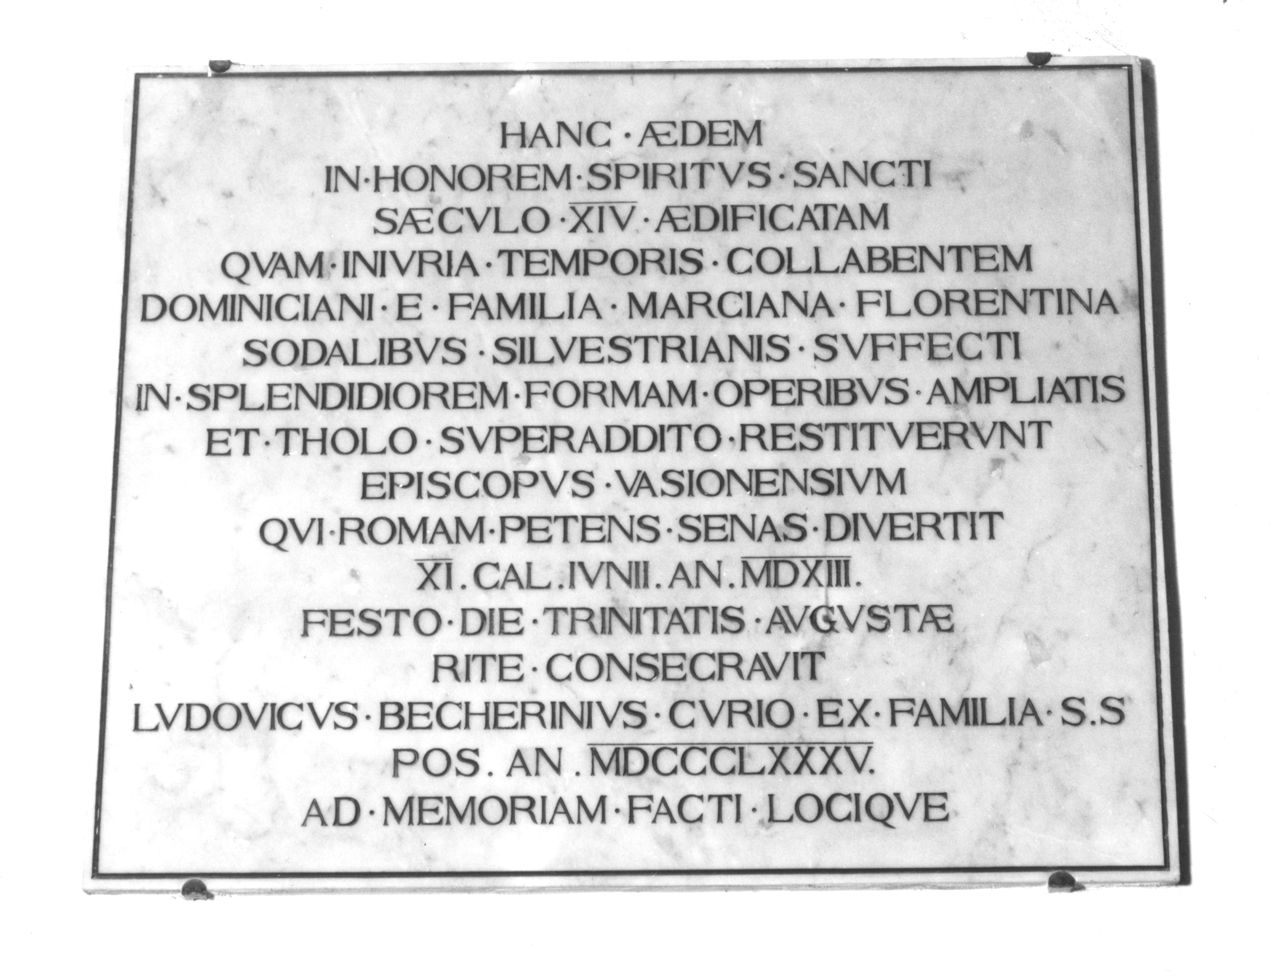 HANC·ÆDEM
IN·HONOREM·SPIRITVS·SANCTI
SÆCVLO·XIV·ÆDIFICATAM
QVAM·INIVRIA·TEMPORIS·COLLABENTEM
DOMINICIANI·E·FAMILIA·MARCIANA·FLORENTINA
SODALIBVS·SILVESTRIANIS·SVFFECTI
IN·SPLENDIDIOREM·FORMAM·OPERIBVS·AMPLIATIS
ET·THOLO·SVPERADDITO·RESTITVERVNT
EPISCOPVS·VASIONENSIVM
QVI·ROMAM·PETENS·SENAS·DIVERTIT
XI.CAL.IVNII.AN.MDXIII.
FESTO·DIE·TRINITATIS·AVGVSTÆ
RITE·CONSECRAVIT
LVDOVICVS·BECHERINIVS·CVRIO·EX·FAMILIA·S.S
POS.AN.MDCCCLXXXV.
AD·MEMORIAM·FACTI·LOCIQVE